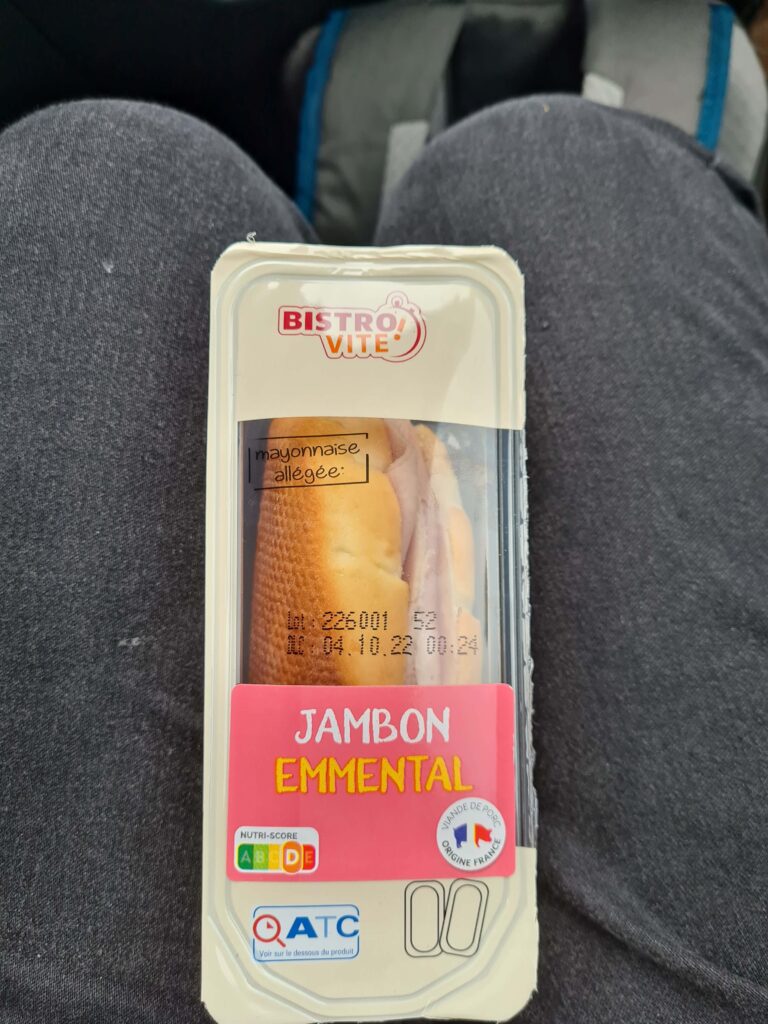 BISTRO
VITE!
mayonnaise
allégée:
Lot: 226001 52
DLC: 04.10.22 00:24
JAMBON
EMMENTAL
NUTRI-SCORE
A B C D E
VIANDE DE PORC
ORIGINE FRANCE
ATC
Voir sur le dessous du produit